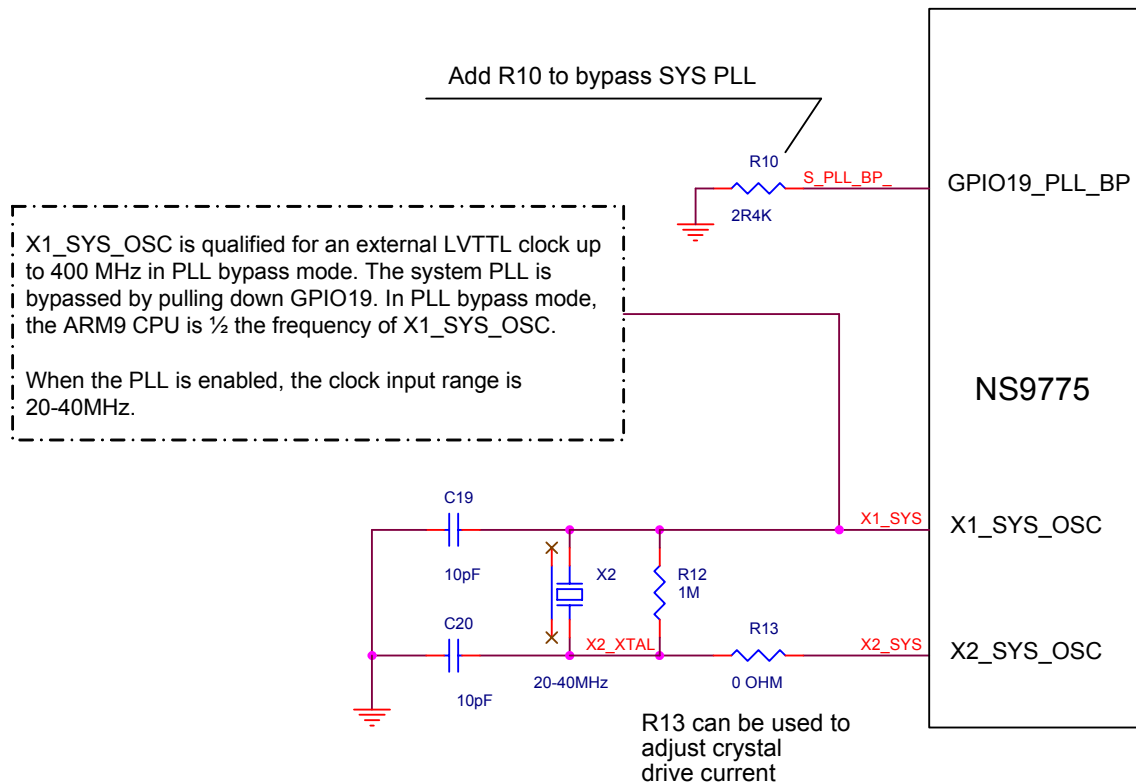 Add R10 to bypass SYS PLL
R10
S_PLL_BP_
GPIO19_PLL_BP
2R4K
X1_SYS_OSC is qualified for an external LVTTL clock up
to 400 MHz in PLL bypass mode. The system PLL is
bypassed by pulling down GPIO19. In PLL bypass mode,
the ARM9 CPU is ½ the frequency of X1_SYS_OSC.
When the PLL is enabled, the clock input range is
20-40MHz.
NS9775
C19
X1_SYS
X1_SYS_OSC
10pF
X2
R12
1M
C20
X2_XTAL
R13
X2_SYS
X2_SYS_OSC
10pF
20-40MHz
0 OHM
R13 can be used to
adjust crystal
drive current